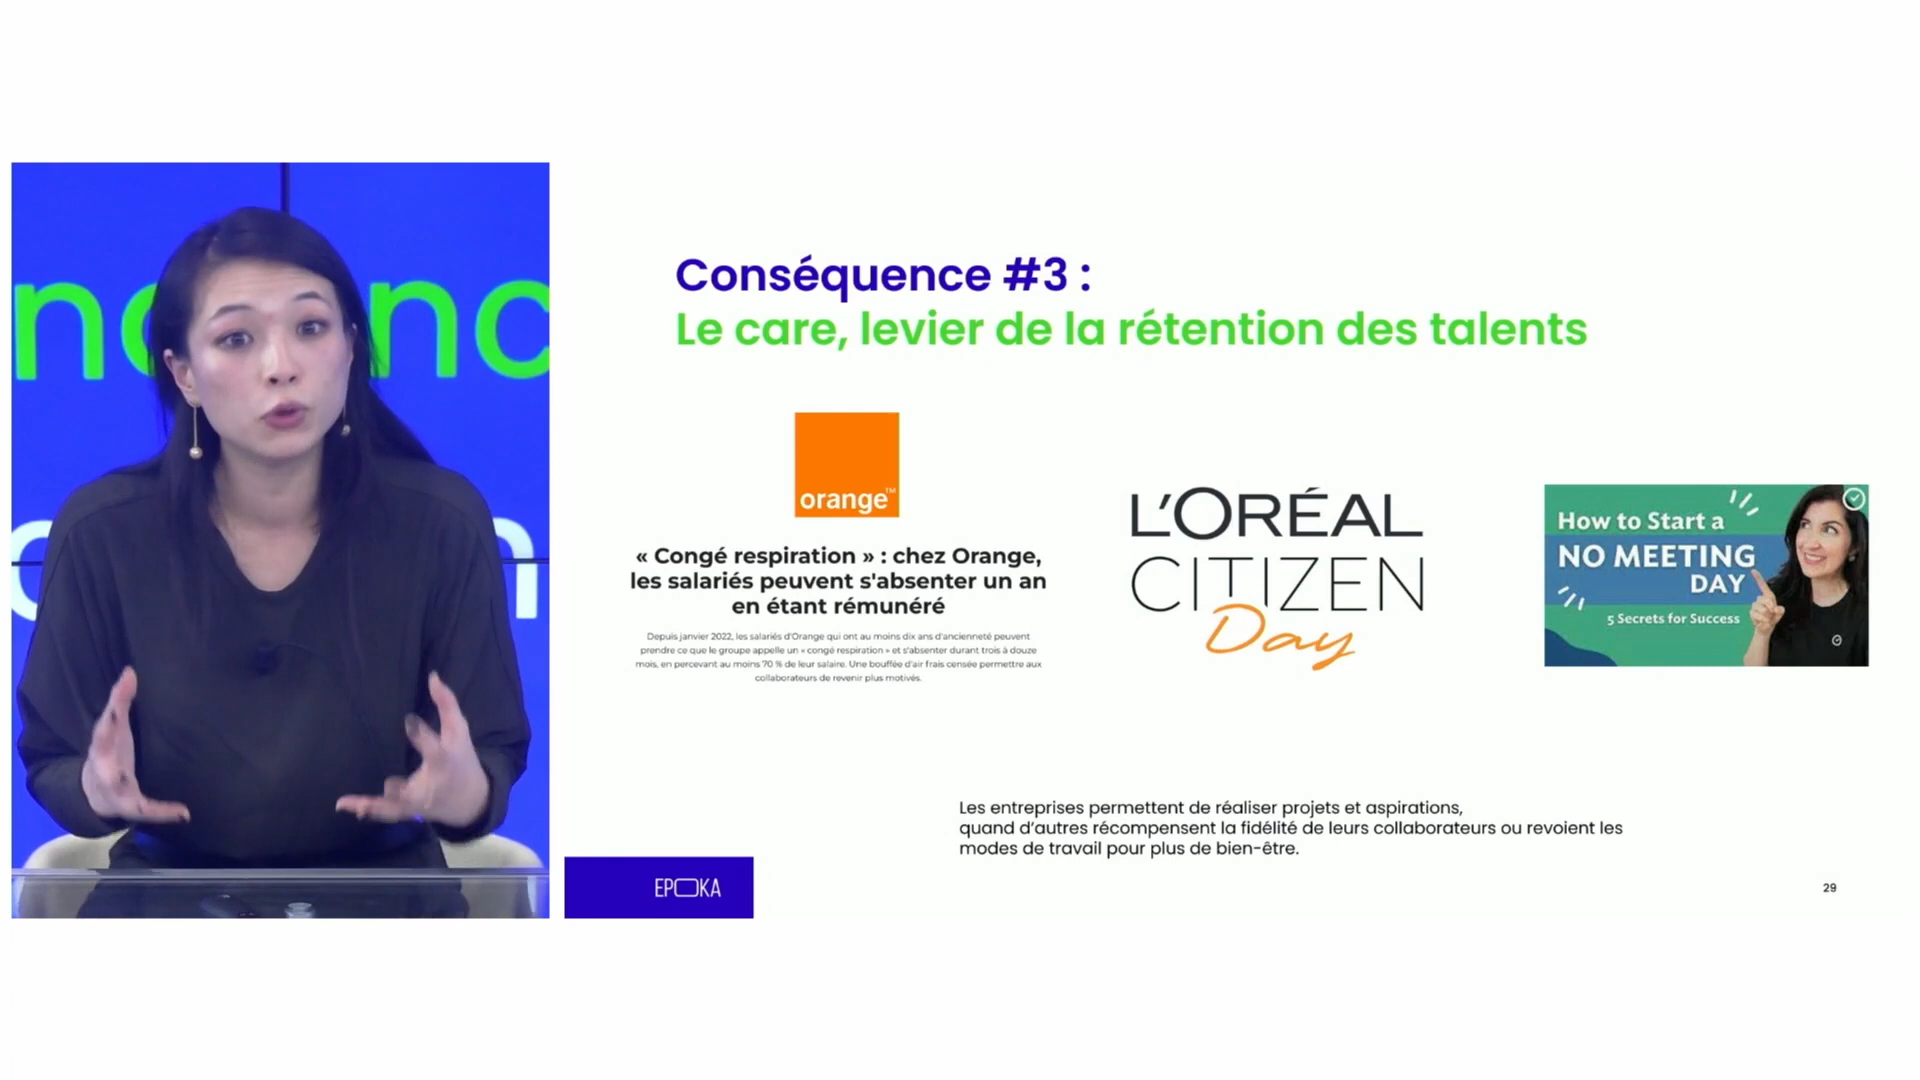 Conséquence #3 :
Le care, levier de la rétention des talents
orange™
« Congé respiration » : chez Orange,
les salariés peuvent s'absenter un an
en étant rémunéré
Depuis janvier 2022, les salariés d'Orange qui ont au moins dix ans d'ancienneté peuvent
prendre ce que le groupe appelle un « congé respiration » et s'absenter durant trois à douze
mois, en percevant au moins 70 % de leur salaire. Une bouffée d'air frais censée permettre aux
collaborateurs de revenir plus motivés.
L'ORÉAL
CITIZEN
Day
How to Start a
NO MEETING
DAY
5 Secrets for Success
Les entreprises permettent de réaliser projets et aspirations,
quand d'autres récompensent la fidélité de leurs collaborateurs ou revoient les
modes de travail pour plus de bien-être.
EPOKA
29